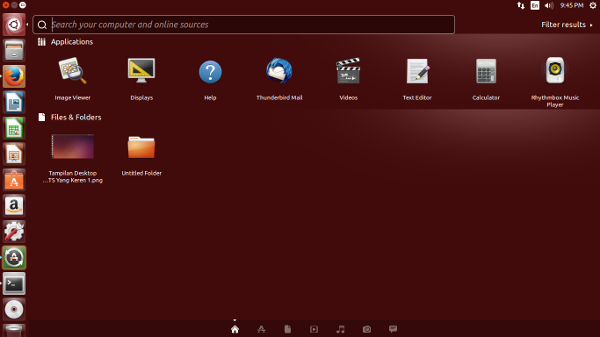 En
9:45 PM
Search your computer and online sources
Filter results
Applications
Image Viewer
Displays
Help
Thunderbird Mail
Videos
Text Editor
Calculator
Rhythmbox Music
Player
Files & Folders
Tampilan Desktop
...TS Yang Keren 1.png
Untitled Folder